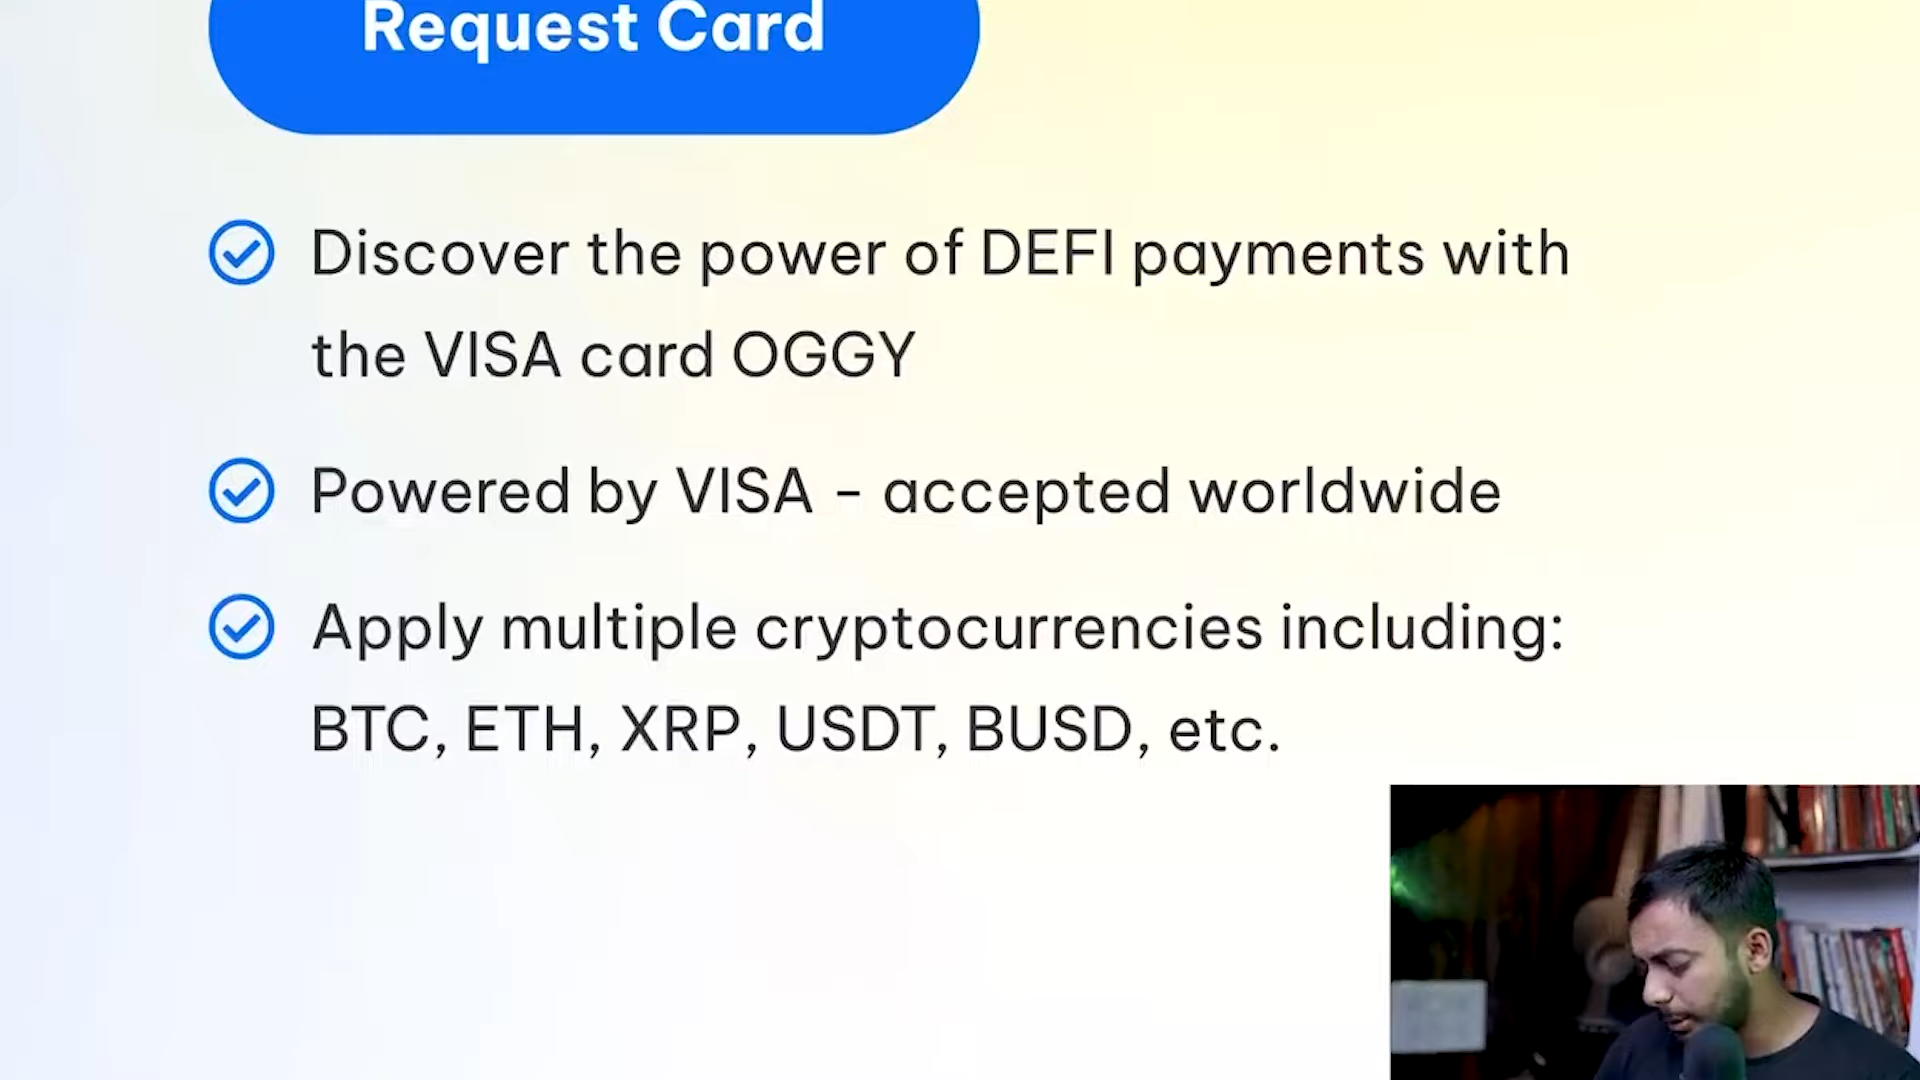 Request Card
Discover the power of DEFI payments with
the VISA card OGGY
Powered by VISA - accepted worldwide
Apply multiple cryptocurrencies including:
BTC, ETH, XRP, USDT, BUSD, etc.